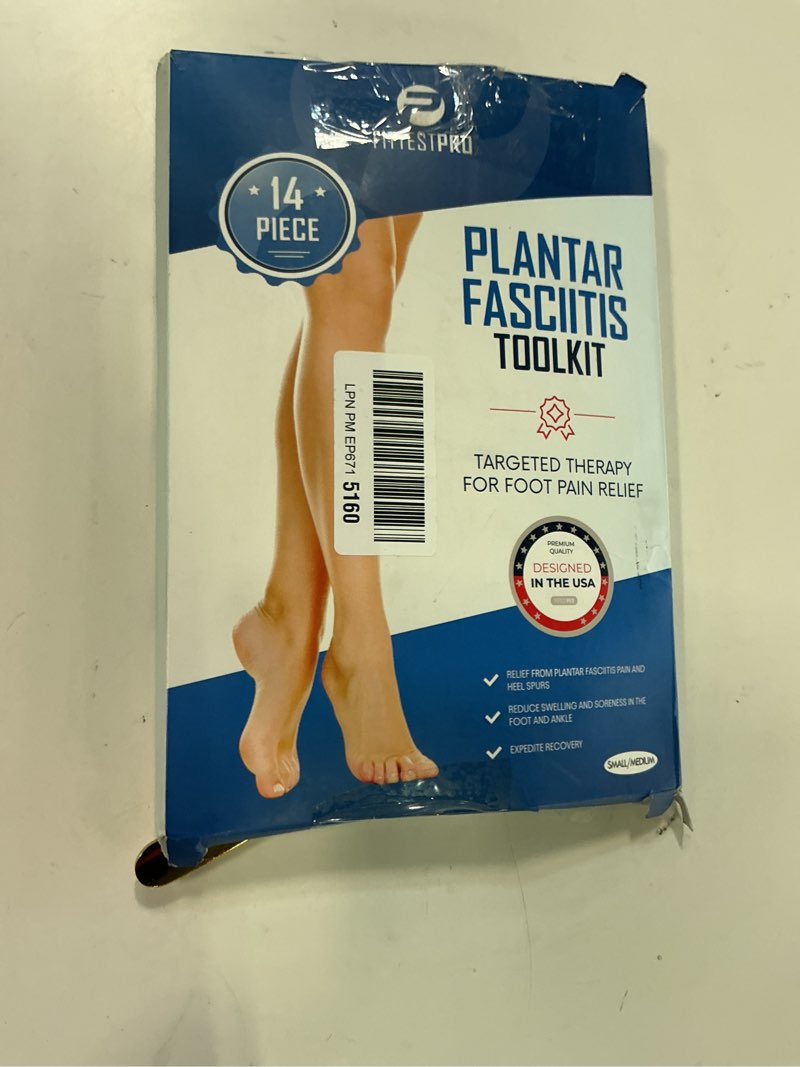 FITTESTPRO
14
PIECE
PLANTAR
FASCIITIS
TOOLKIT
TARGETED THERAPY
FOR FOOT PAIN RELIEF
LPN PM EP671 5160
PREMIUM
QUALITY
DESIGNED
IN THE USA
RELIEF FROM PLANTAR FASCIITIS PAIN AND
HEEL SPURS
REDUCE SWELLING AND SORENESS IN THE
FOOT AND ANKLE
EXPEDITE RECOVERY
SMALL/MEDIUM